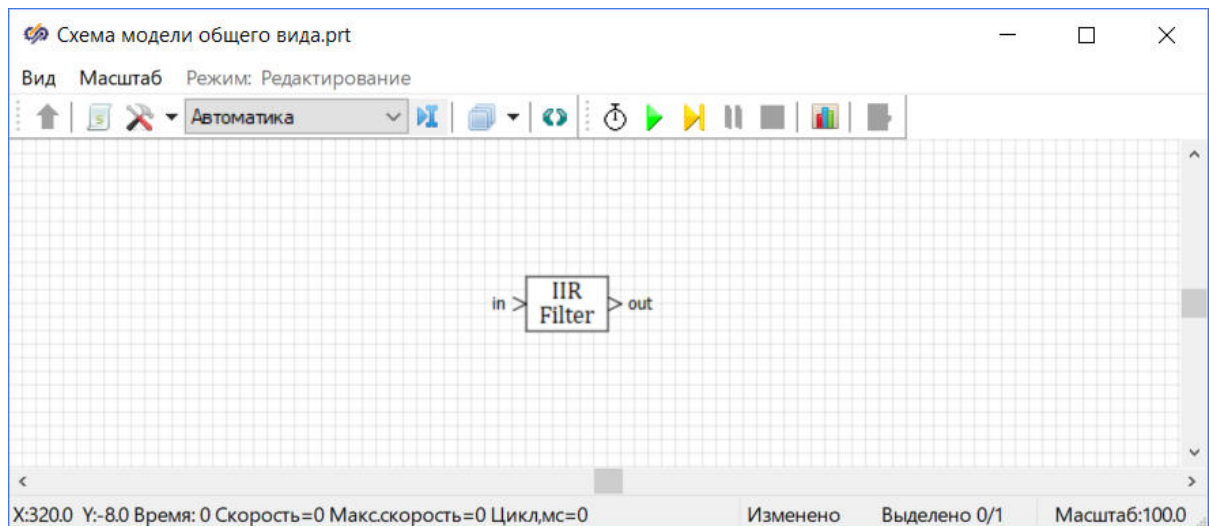 Схема модели общего вида.prt
Вид Масштаб Режим: Редактирование
Автоматика
in IIR Filter out
X:320.0 Y:-8.0 Время: 0 Скорость=0 Макс.скорость=0 Цикл,мс=0 Изменено Выделено 0/1 Масштаб:100.0